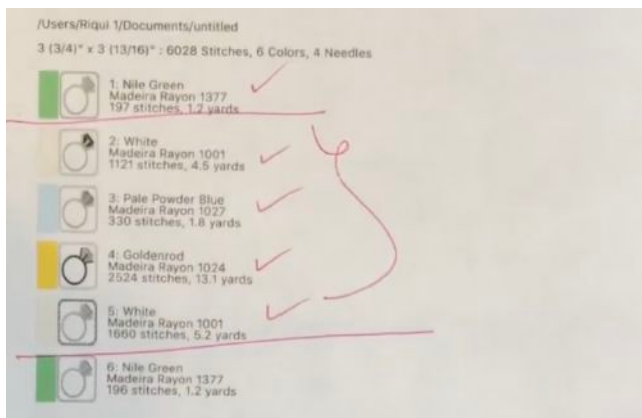 /Users/Riqui 1/Documents/untitled
3 (3/4)" x 3 (13/16)" : 6028 Stitches, 6 Colors, 4 Needles
1: Nile Green
Madeira Rayon 1377
197 stitches, 1.2 yards
2: White
Madeira Rayon 1001
1121 stitches, 4.5 yards
3: Pale Powder Blue
Madeira Rayon 1027
330 stitches, 1.8 yards
4: Goldenrod
Madeira Rayon 1024
2524 stitches, 13.1 yards
5: White
Madeira Rayon 1001
1660 stitches, 5.2 yards
6: Nile Green
Madeira Rayon 1377
196 stitches, 1.2 yards